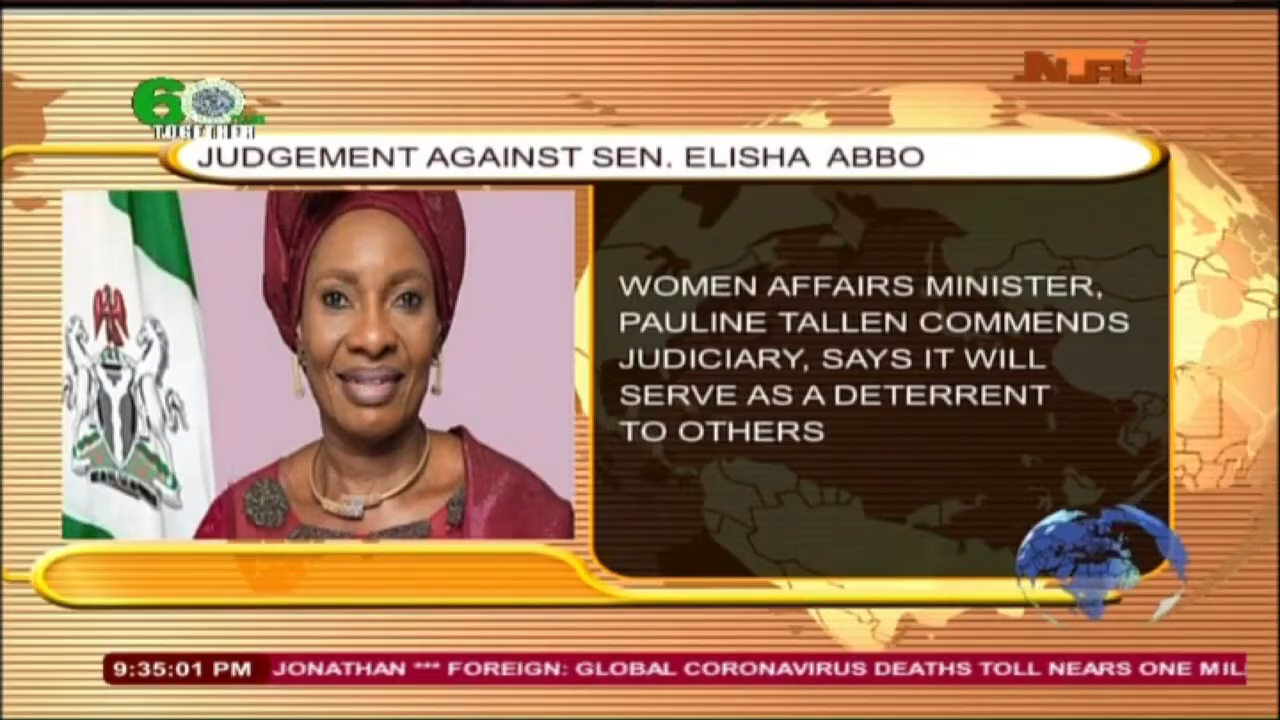 NTAi
60
TOGETHER
JUDGEMENT AGAINST SEN. ELISHA ABBO
WOMEN AFFAIRS MINISTER,
PAULINE TALLEN COMMENDS
JUDICIARY, SAYS IT WILL
SERVE AS A DETERRENT
TO OTHERS
9:35:01 PM JONATHAN *** FOREIGN: GLOBAL CORONAVIRUS DEATHS TOLL NEARS ONE MIL